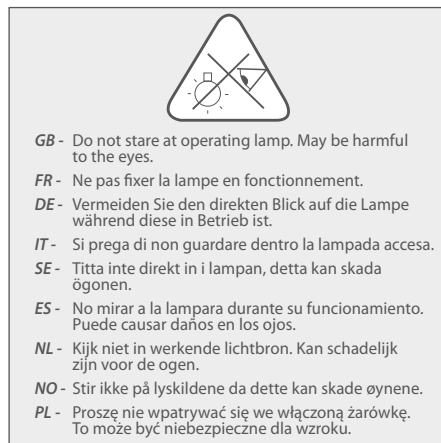 GB - Do not stare at operating lamp. May be harmful
to the eyes.
FR - Ne pas fixer la lampe en fonctionnement.
DE - Vermeiden Sie den direkten Blick auf die Lampe
während diese in Betrieb ist.
IT - Si prega di non guardare dentro la lampada accesa.
SE - Titta inte direkt in i lampan, detta kan skada
ögonen.
ES - No mirar a la lampara durante su funcionamiento.
Puede causar daños en los ojos.
NL - Kijk niet in werkende lichtbron. Kan schadelijk
zijn voor de ogen.
NO - Stir ikke på lyskildene da dette kan skade øynene.
PL - Proszę nie wpatrywać się we włączoną żarówkę.
To może być niebezpieczne dla wzroku.